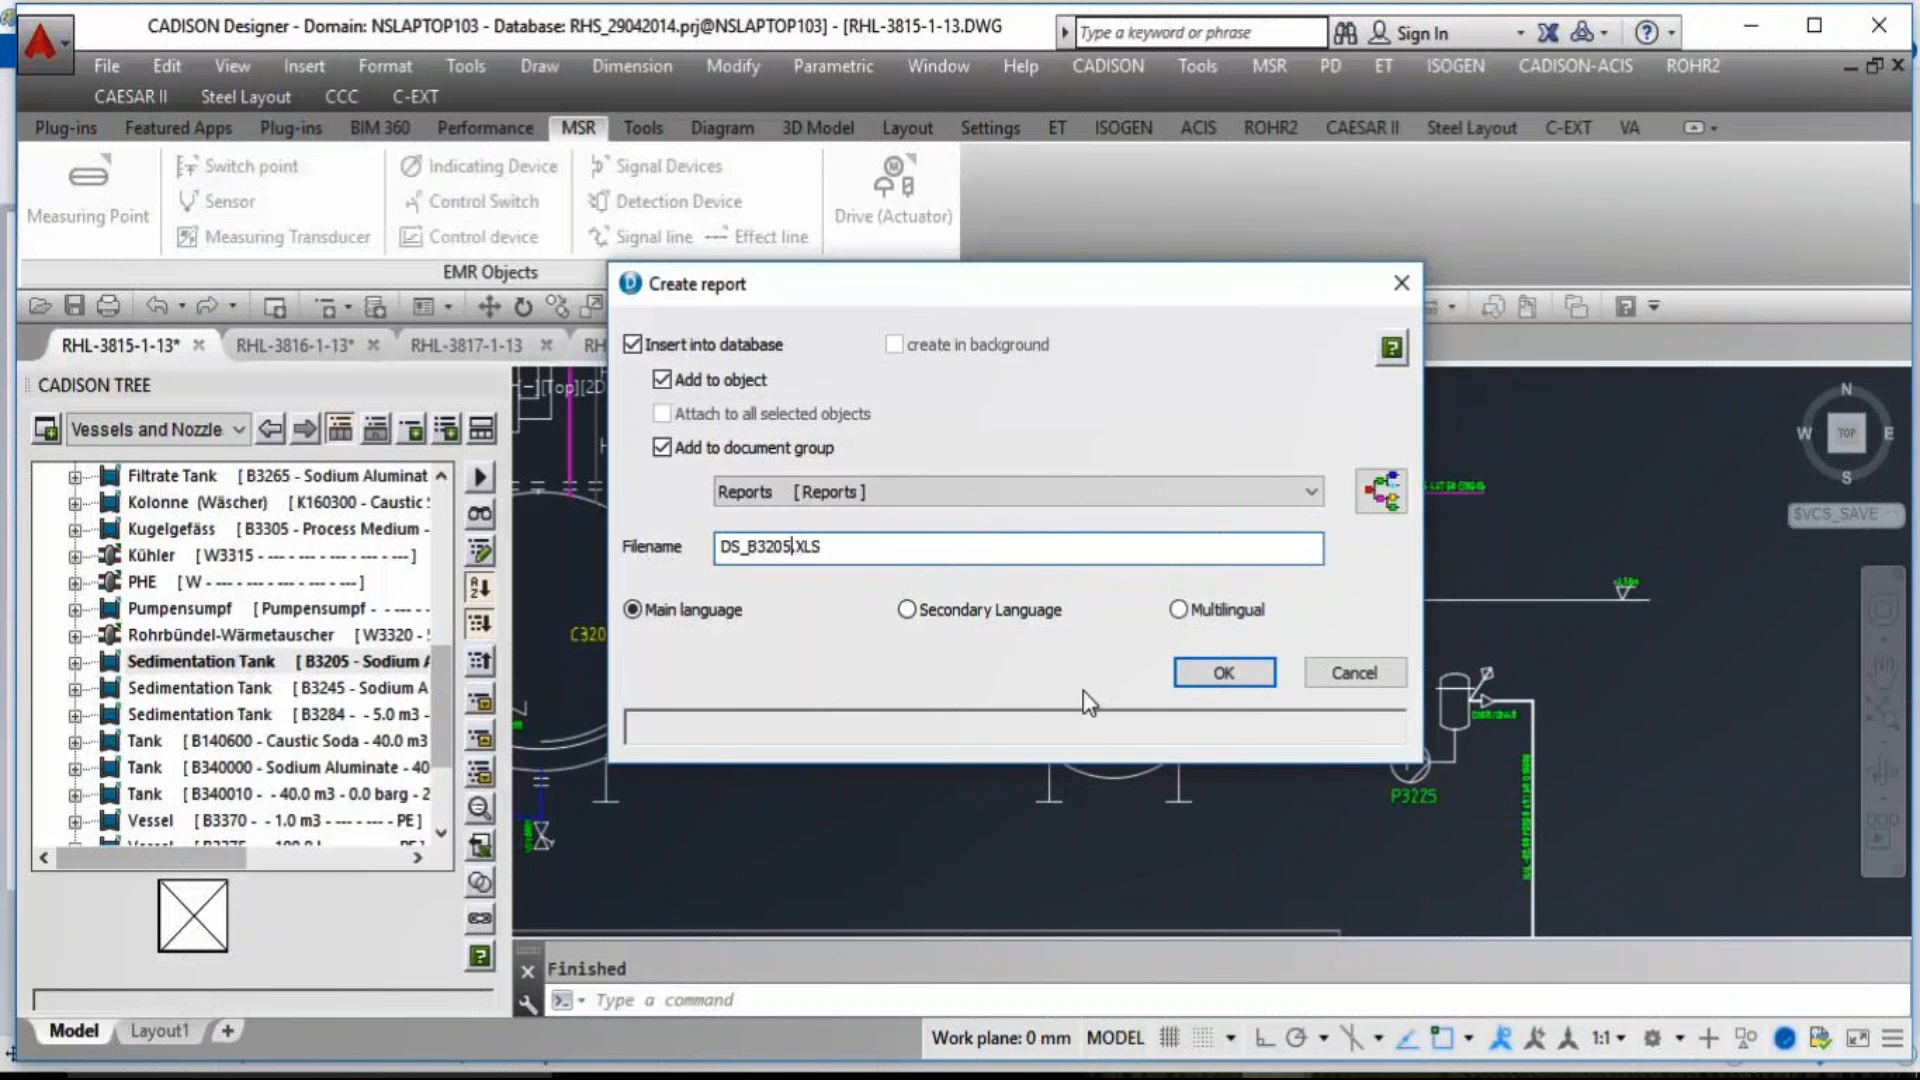 CADISON Designer - Domain: NSLAPTOP103 - Database: RHS_29042014.prj@NSLAPTOP103] - [RHL-3815-1-13.DWG
Type a keyword or phrase
Sign In
File Edit View Insert Format Tools Draw Dimension Modify Parametric Window Help CADISON Tools MSR PD ET ISOGEN CADISON-ACIS ROHR2
CAESAR II Steel Layout CCC C-EXT
Plug-ins Featured Apps Plug-ins BIM 360 Performance MSR Tools Diagram 3D Model Layout Settings ET ISOGEN ACIS ROHR2 CAESAR II Steel Layout C-EXT VA
Switch point Indicating Device Signal Devices
Sensor Control Switch Detection Device
Measuring Point Drive (Actuator)
Measuring Transducer Control device Signal line Effect line
EMR Objects
Create report
RHL-3815-1-13* RHL-3816-1-13* RHL-3817-1-13 RH
Insert into database create in background
Add to object
Attach to all selected objects
Add to document group
Reports [ Reports ]
Filename DS_B3205.XLS
Main language Secondary Language Multilingual
OK Cancel
CADISON TREE
Vessels and Nozzle
Filtrate Tank [ B3265 - Sodium Aluminat
Kolonne (Wäscher) [ K160300 - Caustic
Kugelgefäss [ B3305 - Process Medium -
Kühler [ W3315 - --- - --- - --- - --- ]
PHE [ W - --- - --- - --- - --- ]
Pumpensumpf [ Pumpensumpf - - --- -
Rohrbündel-Wärmetauscher [ W3320 -
Sedimentation Tank [ B3205 - Sodium A
Sedimentation Tank [ B3245 - Sodium A
Sedimentation Tank [ B3284 - - 5.0 m3 -
Tank [ B140600 - Caustic Soda - 40.0 m3
Tank [ B340000 - Sodium Aluminate - 40
Tank [ B340010 - - 40.0 m3 - 0.0 barg - 2
Vessel [ B3370 - - 1.0 m3 - --- - --- - PE ]
[−][Top][2D
C320
P3225
N
W TOP E
S
$VCS_SAVE
Finished
Type a command
Model Layout1 +
Work plane: 0 mm MODEL 1:1